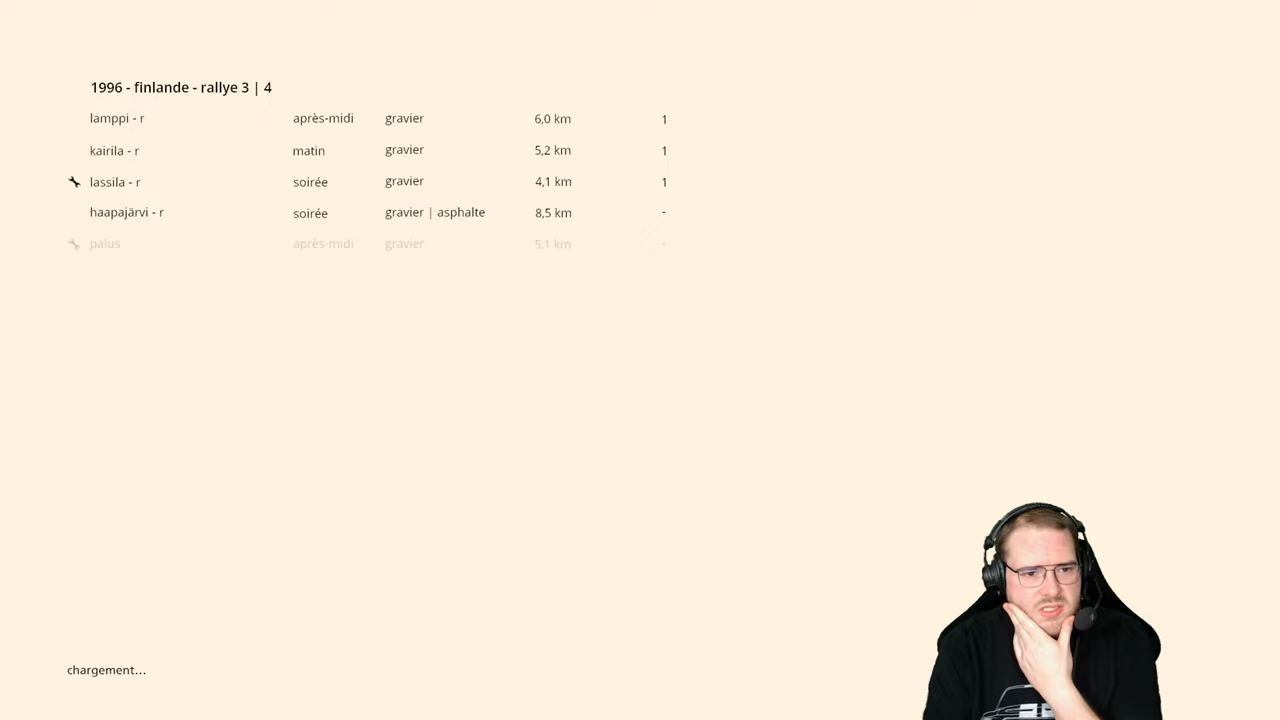 1996 - finlande - rallye 3 | 4
lamppi - r après-midi gravier 6,0 km 1
kairila - r matin gravier 5,2 km 1
lassila - r soirée gravier 4,1 km 1
haapajärvi - r soirée gravier | asphalte 8,5 km -
palus après-midi gravier 5,1 km -
chargement...